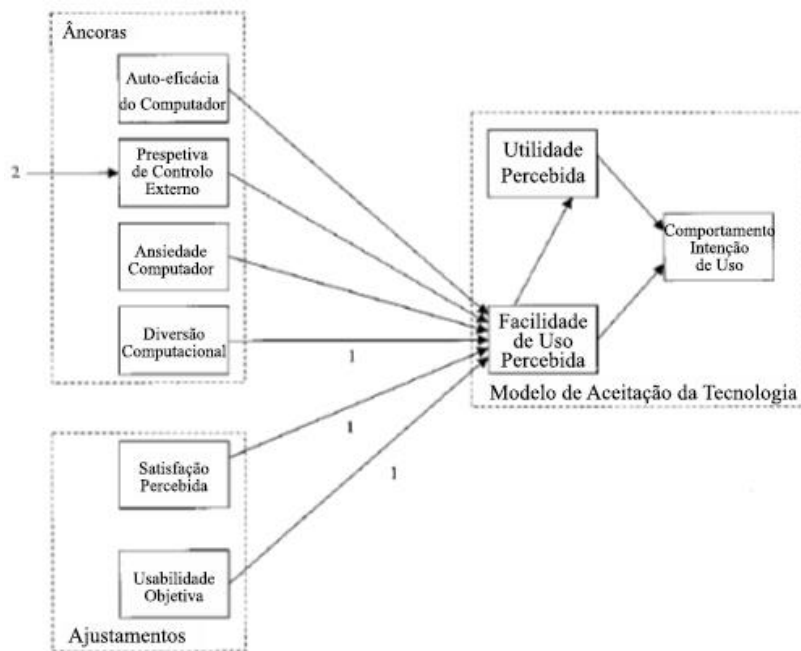 Âncoras
Auto-eficácia
do Computador
2
Prespetiva
de Controlo
Externo
Ansiedade
Computador
Diversão
Computacional
1
1
1
Utilidade
Percebida
Comportamento
Intenção
de Uso
Facilidade
de Uso
Percebida
Modelo de Aceitação da Tecnologia
Satisfação
Percebida
Usabilidade
Objetiva
Ajustamentos